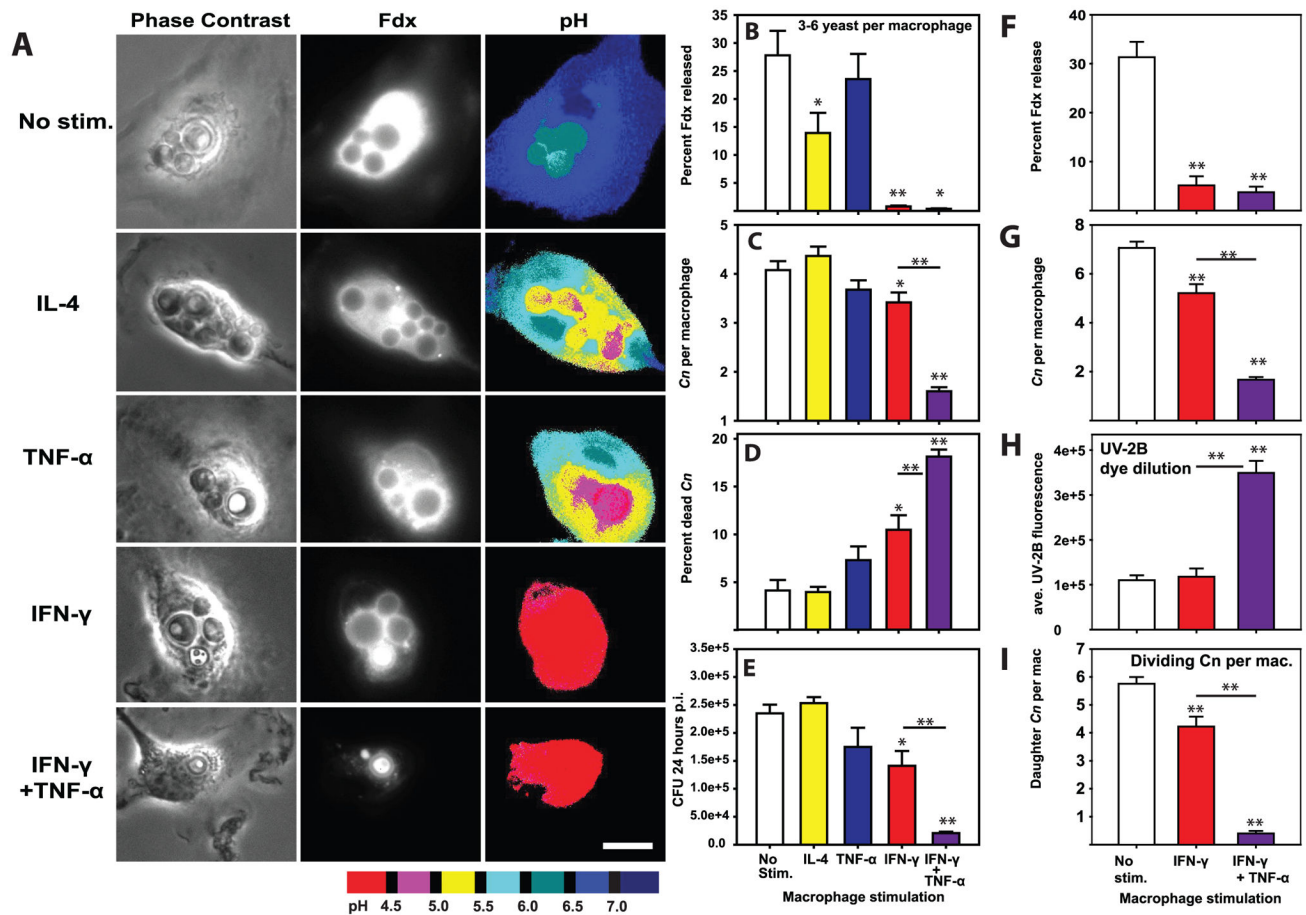 Phase Contrast Fdx pH
A
No stim.
IL-4
TNF-α
IFN-γ
IFN-γ
+TNF-α
pH 4.5 5.0 5.5 6.0 6.5 7.0
B
3-6 yeast per macrophage
Percent Fdx released
35
30
25
20
15
10
5
*
**
*
C
Cn per macrophage
5
4
3
2
1
**
*
**
D
Percent dead Cn
20
15
10
5
**
**
*
E
CFU 24 hours p.i.
3.5e+5
3.0e+5
2.5e+5
2.0e+5
1.5e+5
1.0e+5
5.0e+4
0.0
**
*
**
No
Stim.
IL-4
TNF-α
IFN-γ
IFN-γ
+
TNF-α
Macrophage stimulation
F
Percent Fdx release
40
30
20
10
**
**
G
Cn per macrophage
8
6
4
2
**
**
**
H
UV-2B
dye dilution
ave. UV-2B fluorescence
4e+5
3e+5
2e+5
1e+5
0
**
**
I
Dividing Cn per mac.
Daughter Cn per mac
7
6
5
4
3
2
1
**
**
**
No
stim.
IFN-γ
IFN-γ
+ TNF-α
Macrophage stimulation